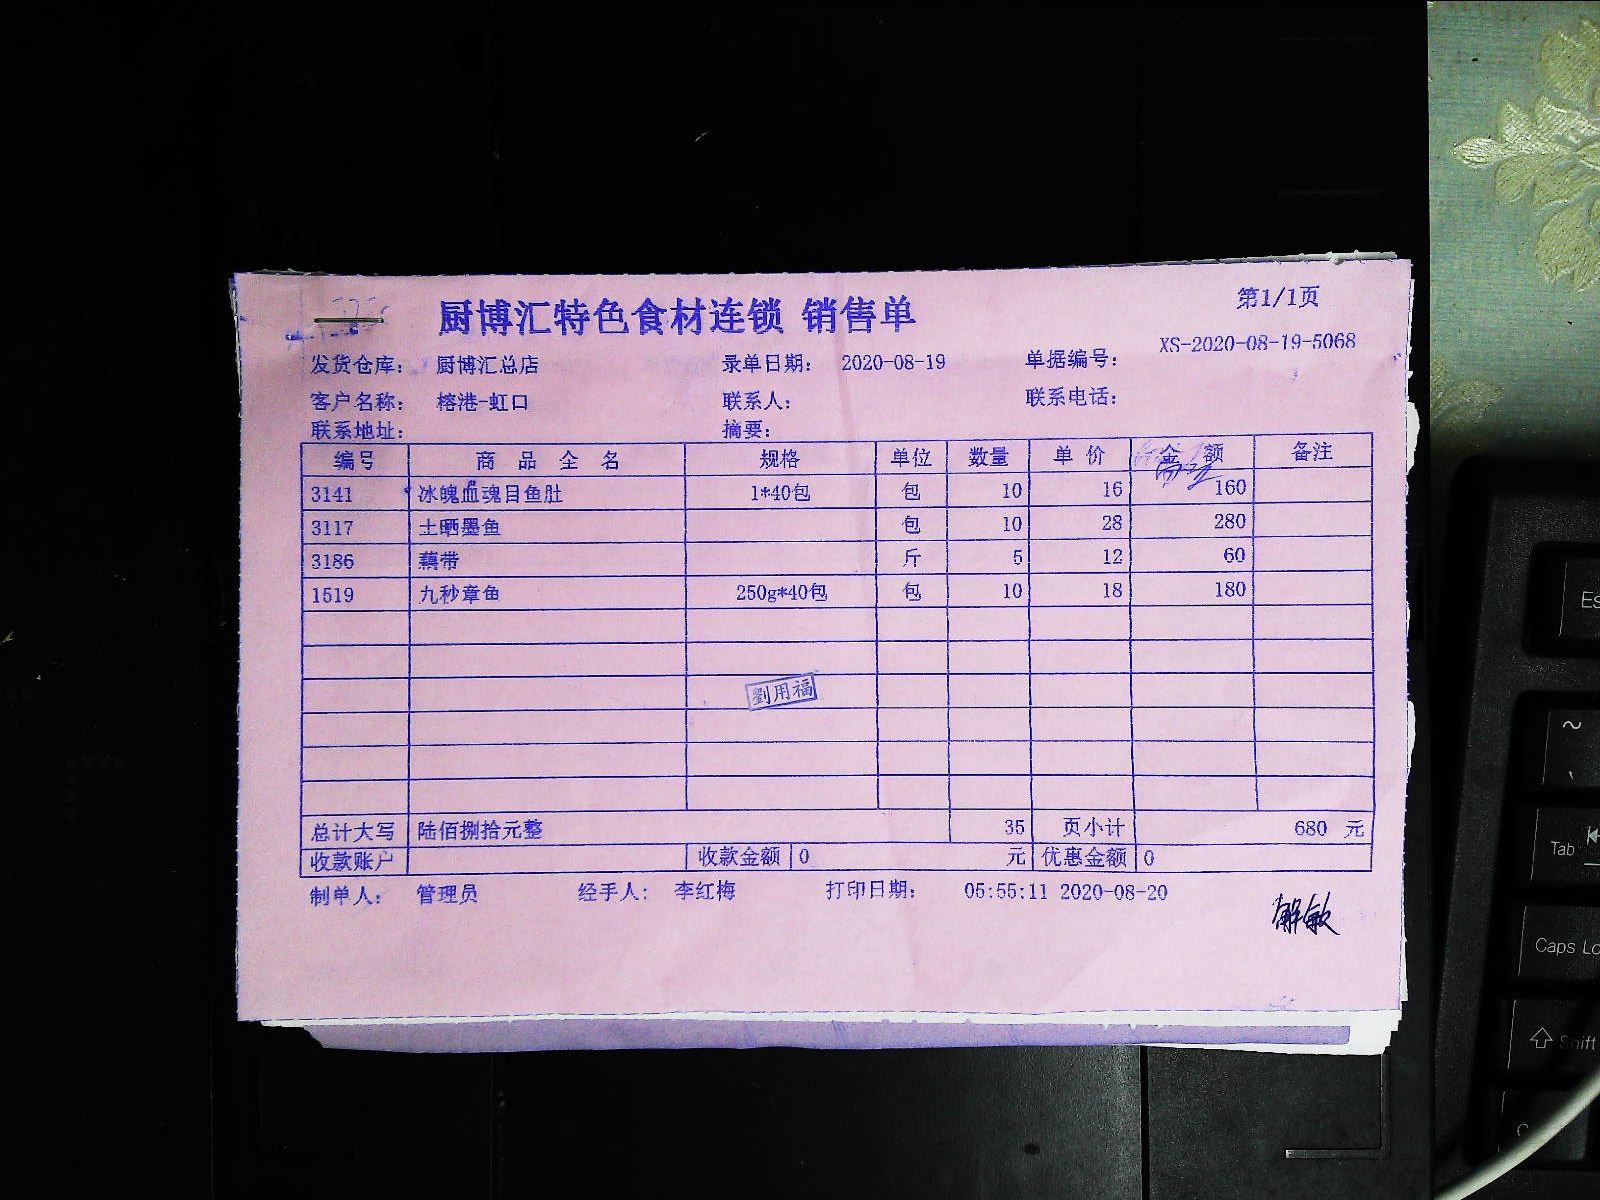 厨博汇特色食材连锁 销售单
第1/1页
发货仓库: 厨博汇总店 录单日期: 2020-08-19 单据编号: XS-2020-08-19-5068
客户名称: 榕港-虹口 联系人: 联系电话:
联系地址: 摘要:
编号 商品全名 规格 单位 数量 单价 金额 备注
3141 冰魄血魂目鱼肚 1*40包 包 10 16 160
3117 土晒墨鱼 包 10 28 280
3186 藕带 斤 5 12 60
1519 九秒章鱼 250g*40包 包 10 18 180
劉用福
总计大写 陆佰捌拾元整 35 页小计 680 元
收款账户 收款金额 0 元 优惠金额 0
制单人: 管理员 经手人: 李红梅 打印日期: 05:55:11 2020-08-20
解敏
Es
~
Tab
Caps Lo
Shift